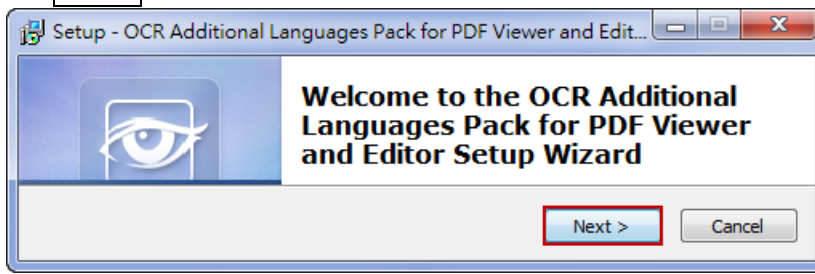 Setup - OCR Additional Languages Pack for PDF Viewer and Edit...
Welcome to the OCR Additional
Languages Pack for PDF Viewer
and Editor Setup Wizard
Next >
Cancel